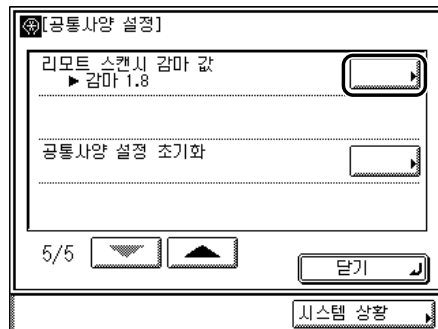 [공통사양 설정]
리모트 스캔시 감마 값
▶ 감마 1.8
공통사양 설정 초기화
5/5
닫기
시스템 상황